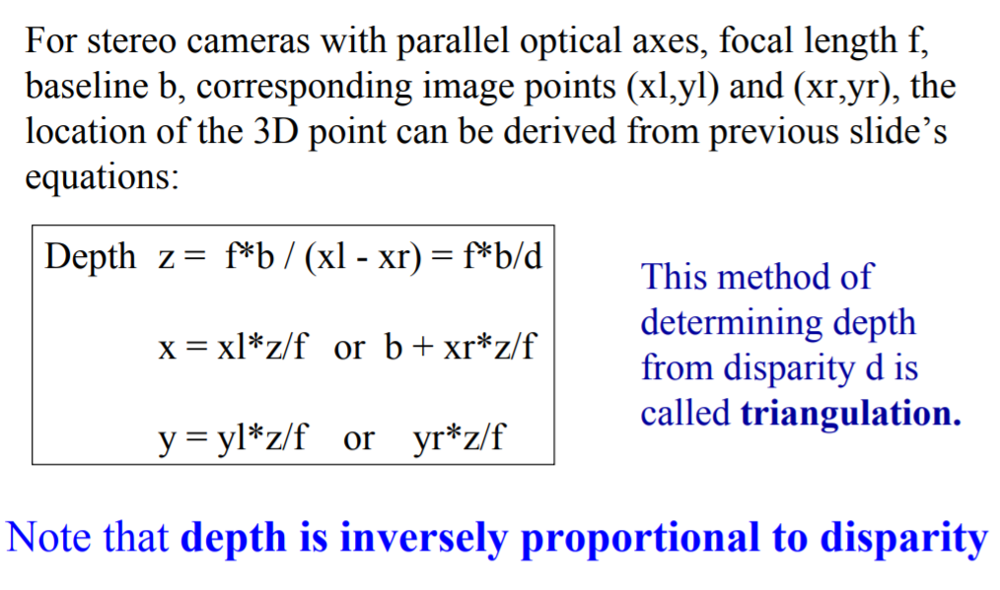 For stereo cameras with parallel optical axes, focal length f,
baseline b, corresponding image points (xl,yl) and (xr,yr), the
location of the 3D point can be derived from previous slide’s
equations:
Depth z = f*b / (xl - xr) = f*b/d
x = xl*z/f or b + xr*z/f
y = yl*z/f or yr*z/f
This method of
determining depth
from disparity d is
called triangulation.
Note that depth is inversely proportional to disparity